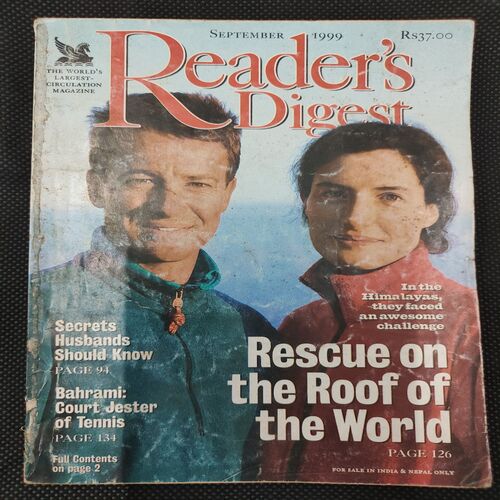 SEPTEMBER 1999 Rs37.00
THE WORLD'S
LARGEST-
CIRCULATION
MAGAZINE
Reader's
Digest
In the
Himalayas,
they faced
an awesome
challenge
Rescue on
the Roof of
the World
PAGE 126
Secrets
Husbands
Should Know
PAGE 94
Bahrami:
Court Jester
of Tennis
PAGE 134
Full Contents
on page 2
FOR SALE IN INDIA & NEPAL ONLY